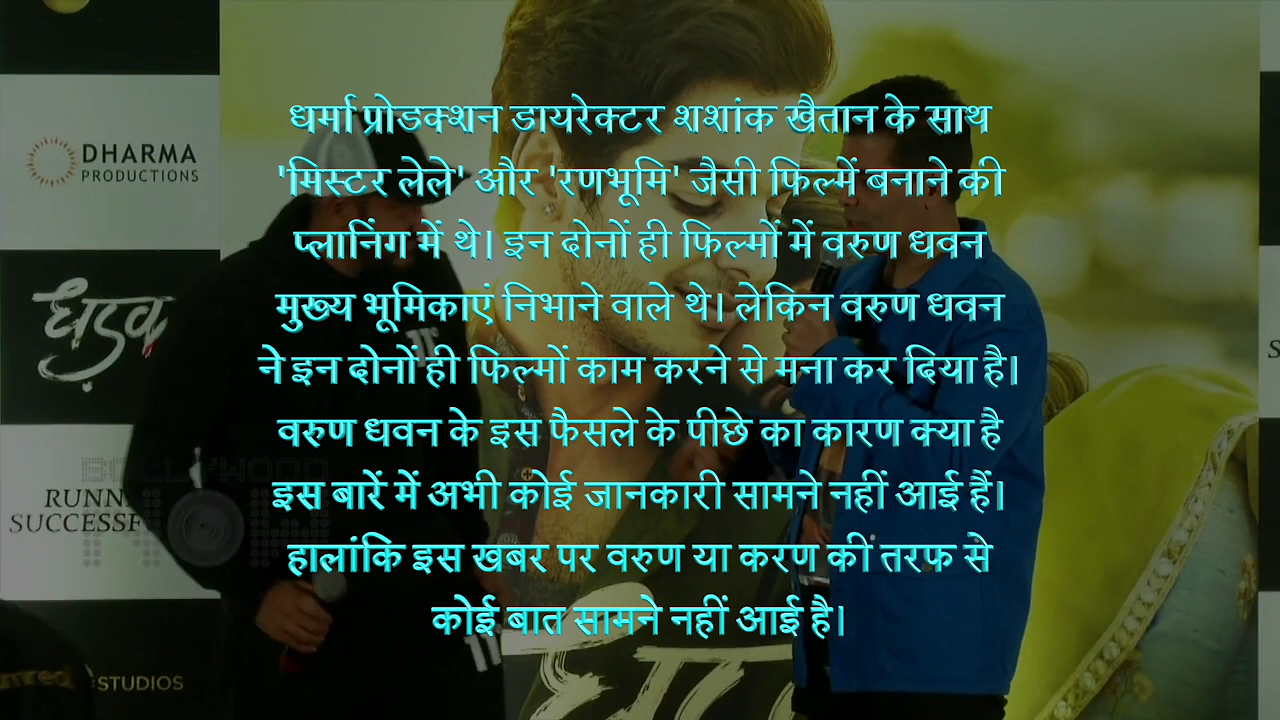 धर्मा प्रोडक्शन डायरेक्टर शशांक खैतान के साथ
'मिस्टर लेले' और 'रणभूमि' जैसी फिल्में बनाने की
प्लानिंग में थे। इन दोनों ही फिल्मों में वरुण धवन
मुख्य भूमिकाएं निभाने वाले थे। लेकिन वरुण धवन
ने इन दोनों ही फिल्मों काम करने से मना कर दिया है।
वरुण धवन के इस फैसले के पीछे का कारण क्या है
इस बारें में अभी कोई जानकारी सामने नहीं आई हैं।
हालांकि इस खबर पर वरुण या करण की तरफ से
कोई बात सामने नहीं आई है।
DHARMA
PRODUCTIONS
धड़क
BOLLYWOOD
STUDIOS